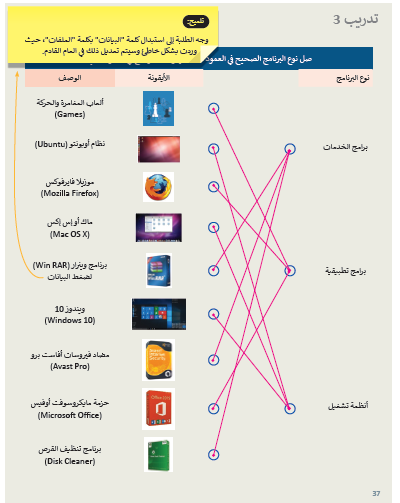 تدريب 3
تلميح:
وجه الطلبة إلى استبدال كلمة "البيانات" بكلمة "الملفات"، حيث
وردت بشكل خاطئ وسيتم تعديل ذلك في العام القادم.
صل نوع البرنامج الصحيح في العمود
نوع البرنامج
الأيقونة
الوصف
برامج الخدمات
برامج تطبيقية
أنظمة تشغيل
ألعاب المغامرة والحركة
(Games)
نظام أوبونتو (Ubuntu)
موزيلا فايرفوكس
(Mozilla Firefox)
ماك أو إس إكس
(Mac OS X)
برنامج وينرار (Win RAR)
لضغط البيانات
ويندوز 10
(Windows 10)
مضاد فيروسات أفاست برو
(Avast Pro)
حزمة مايكروسوفت أوفيس
(Microsoft Office)
برنامج تنظيف القرص
(Disk Cleaner)
37